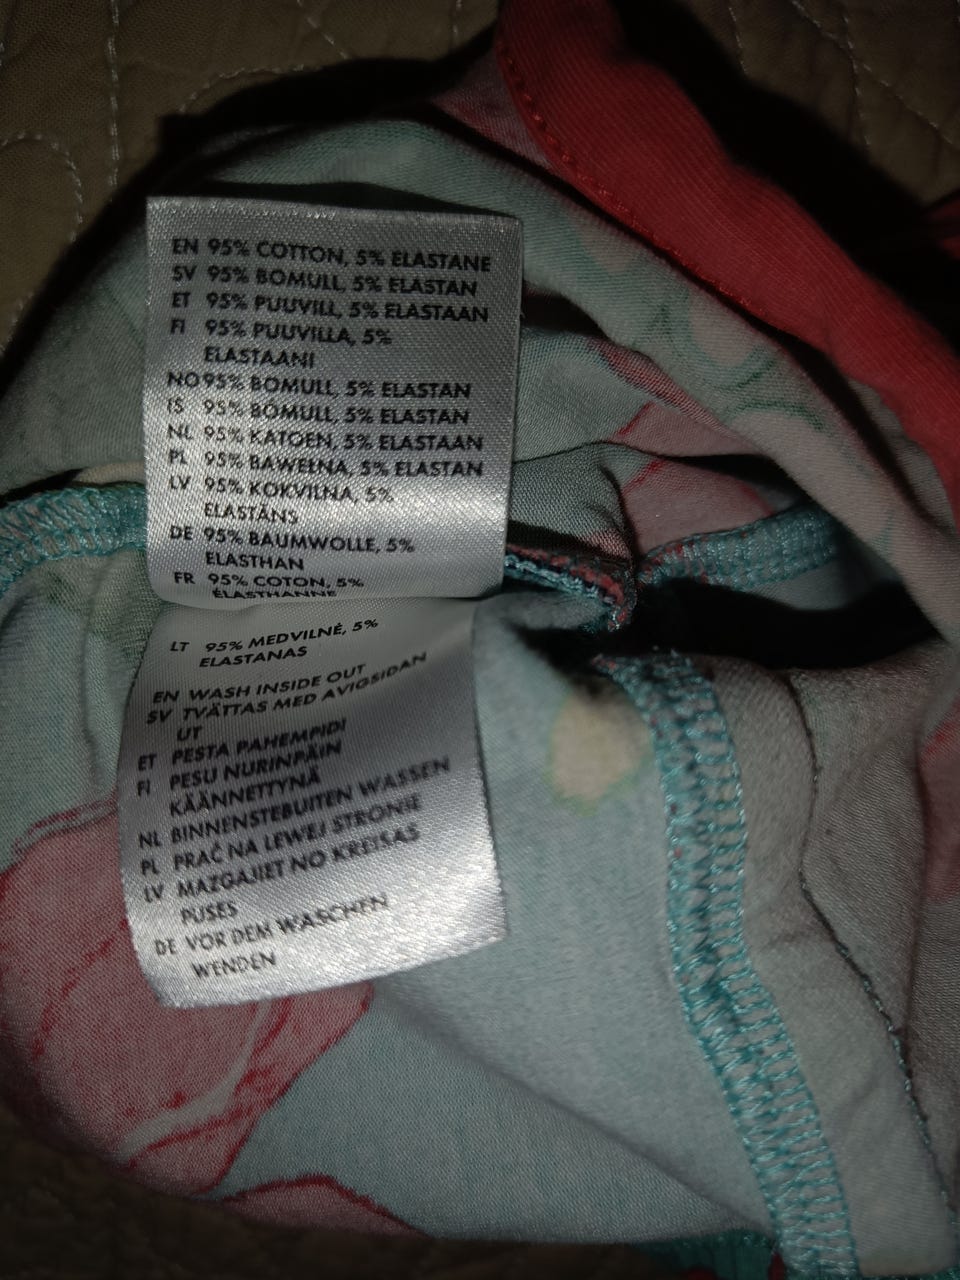 EN 95% COTTON, 5% ELASTANE
SV 95% BOMULL, 5% ELASTAN
ET 95% PUUVILL, 5% ELASTAAN
FI 95% PUUVILLA, 5%
ELASTAANI
NO 95% BOMULL, 5% ELASTAN
IS 95% BÓMULL, 5% ELASTAN
NL 95% KATOEN, 5% ELASTAAN
PL 95% BAWEŁNA, 5% ELASTAN
LV 95% KOKVILNA, 5%
ELASTĀNS
DE 95% BAUMWOLLE, 5%
ELASTHAN
FR 95% COTON, 5%
ÉLASTHANNE
LT 95% MEDVILNĖ, 5%
ELASTANAS
EN WASH INSIDE OUT
SV TVÄTTAS MED AVIGSIDAN
UT
ET PESTA PAHEMPIDI
FI PESU NURINPÄIN
KÄÄNNETTYNÄ
NL BINNENSTEBUITEN WASSEN
PL PRAĆ NA LEWEJ STRONIE
LV MAZGĀJIET NO KREISĀS
PUSES
DE VOR DEM WASCHEN
WENDEN